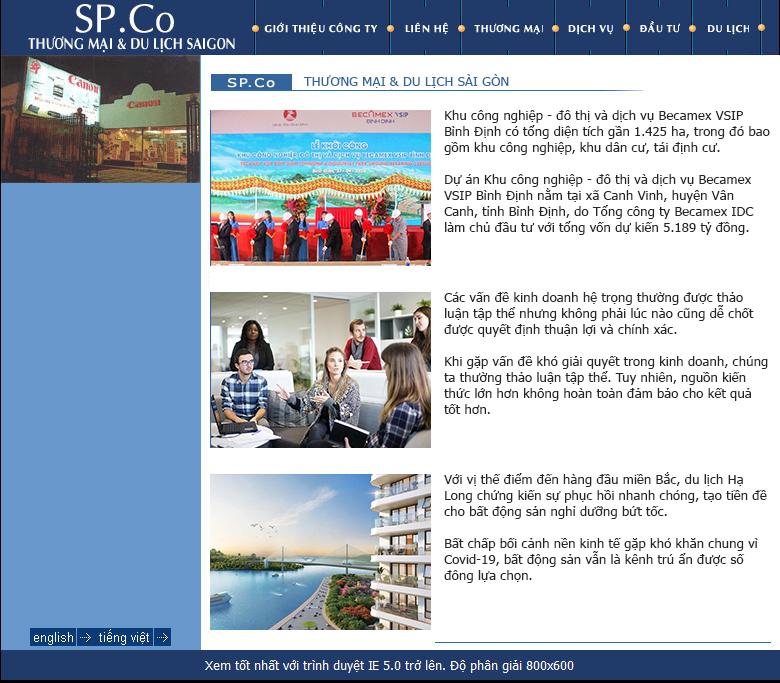 SP.Co
THƯƠNG MẠI & DU LỊCH SAIGON
GIỚI THIỆU CÔNG TY
LIÊN HỆ
THƯƠNG MẠI
DỊCH VỤ
ĐẦU TƯ
DU LỊCH
Canon
Canon
SP.Co
THƯƠNG MẠI & DU LỊCH SÀI GÒN
BECAMEX VSIP
BINH DINH
LỄ KHỞI CÔNG
KHU CÔNG NGHIỆP ĐÔ THỊ VÀ DỊCH VỤ BECAMEX VSIP BÌNH
Khu công nghiệp - đô thị và dịch vụ Becamex VSIP
Bình Định có tổng diện tích gần 1.425 ha, trong đó bao
gồm khu công nghiệp, khu dân cư, tái định cư.
Dự án Khu công nghiệp - đô thị và dịch vụ Becamex
VSIP Bình Định nằm tại xã Canh Vinh, huyện Vân
Canh, tỉnh Bình Định, do Tổng công ty Becamex IDC
làm chủ đầu tư với tổng vốn dự kiến 5.189 tỷ đồng.
Các vấn đề kinh doanh hệ trọng thường được thảo
luận tập thể nhưng không phải lúc nào cũng dễ chốt
được quyết định thuận lợi và chính xác.
Khi gặp vấn đề khó giải quyết trong kinh doanh, chúng
ta thường thảo luận tập thể. Tuy nhiên, nguồn kiến
thức lớn hơn không hoàn toàn đảm bảo cho kết quả
tốt hơn.
Với vị thế điểm đến hàng đầu miền Bắc, du lịch Hạ
Long chứng kiến sự phục hồi nhanh chóng, tạo tiền đề
cho bất động sản nghỉ dưỡng bứt tốc.
Bất chấp bối cảnh nền kinh tế gặp khó khăn chung vì
Covid-19, bất động sản vẫn là kênh trú ẩn được số
đông lựa chọn.
english
tiếng việt
Xem tốt nhất với trình duyệt IE 5.0 trở lên. Độ phân giải 800x600